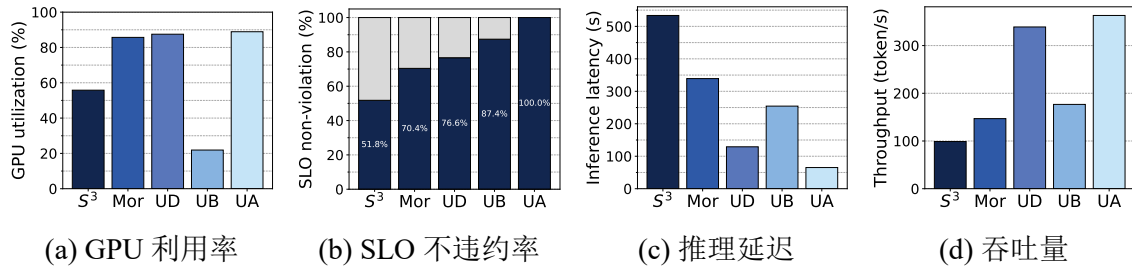 GPU utilization (%)
100
80
60
40
20
0
S³ Mor UD UB UA
(a) GPU 利用率
SLO non-violation (%)
100
80
60
40
20
0
51.8%
70.4%
76.6%
87.4%
100.0%
S³ Mor UD UB UA
(b) SLO 不违约率
Inference latency (s)
500
400
300
200
100
0
S³ Mor UD UB UA
(c) 推理延迟
Throughput (token/s)
300
200
100
0
S³ Mor UD UB UA
(d) 吞吐量